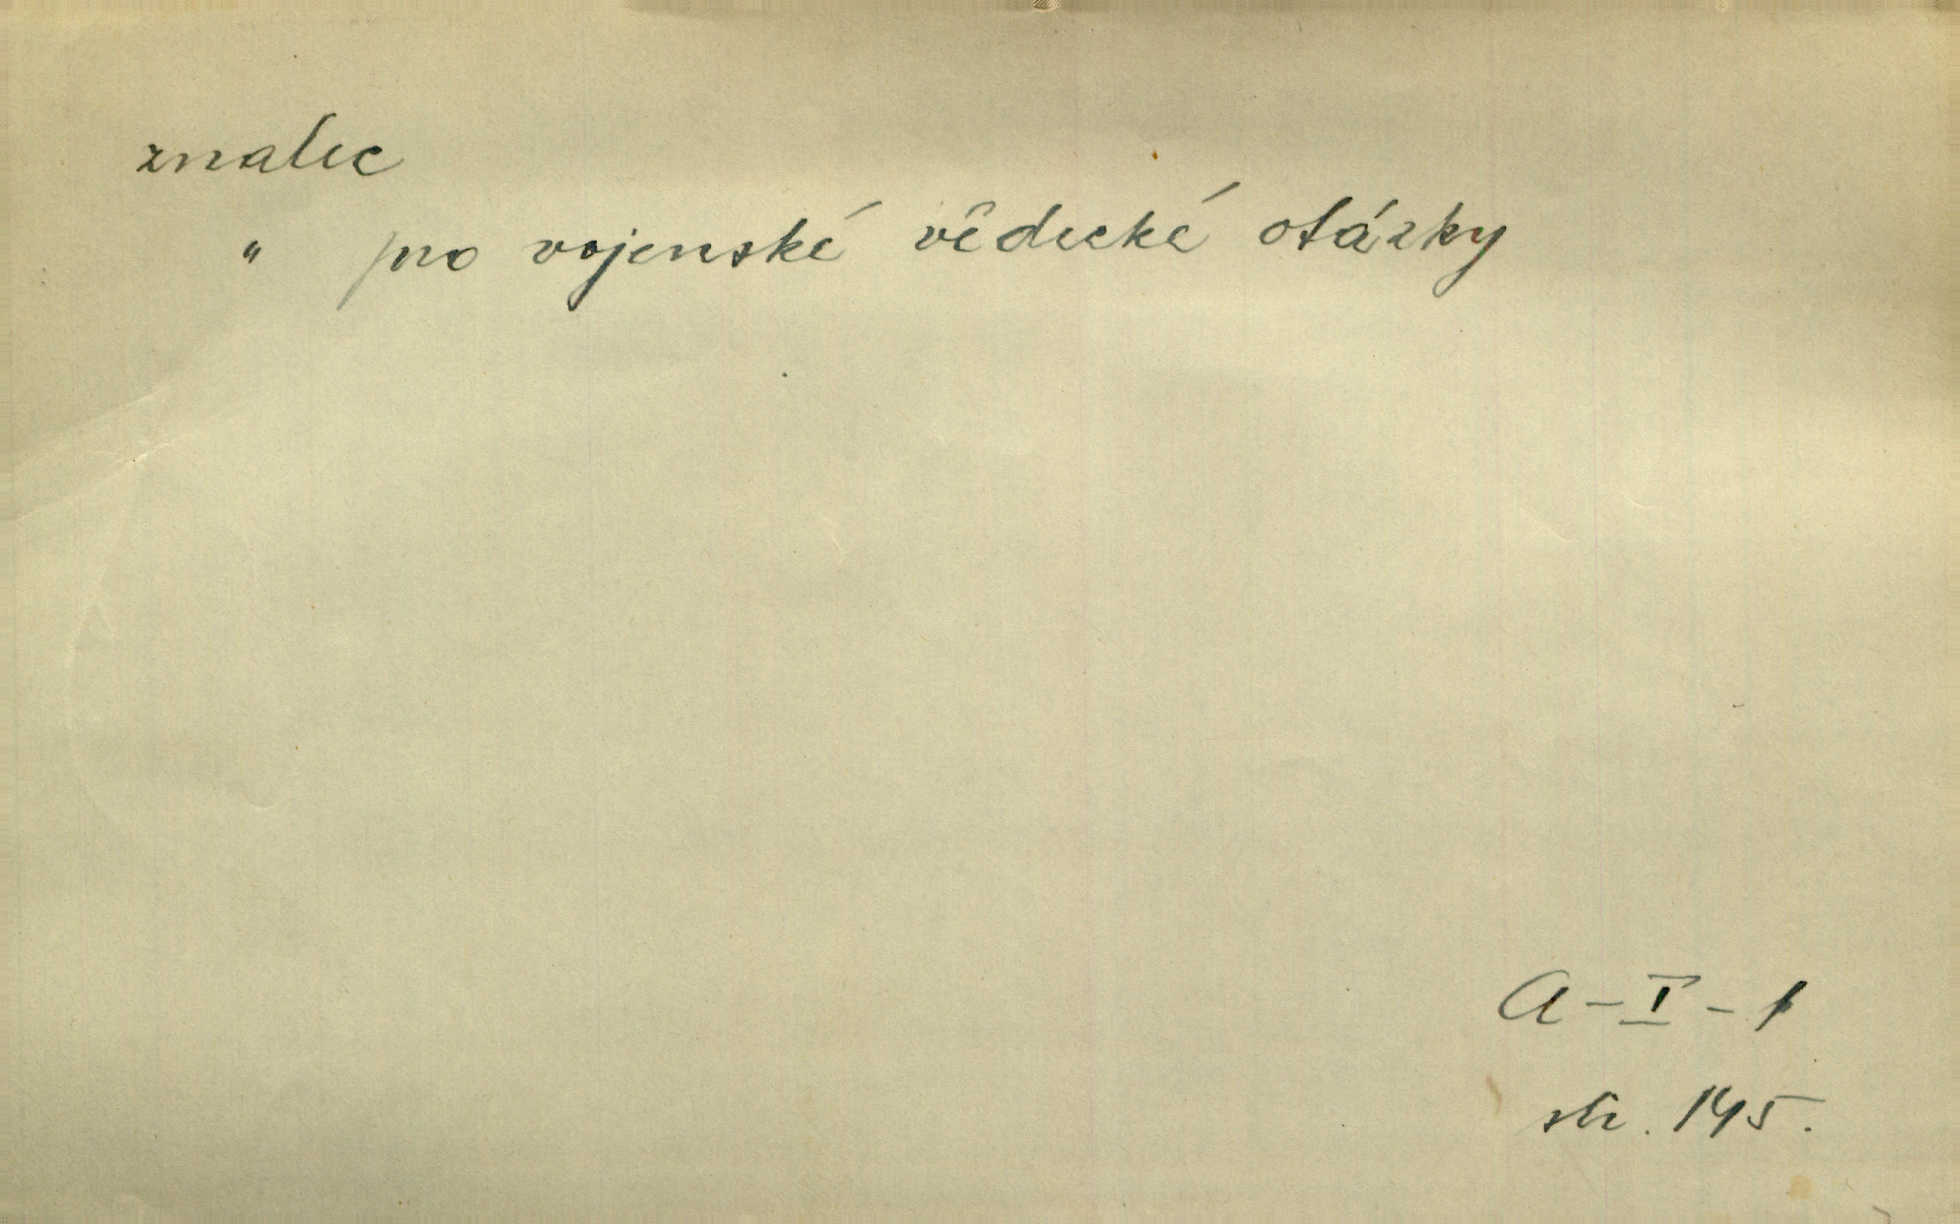 znalec
" pro vojenské vědecké otázky
A-I-1
str. 145.